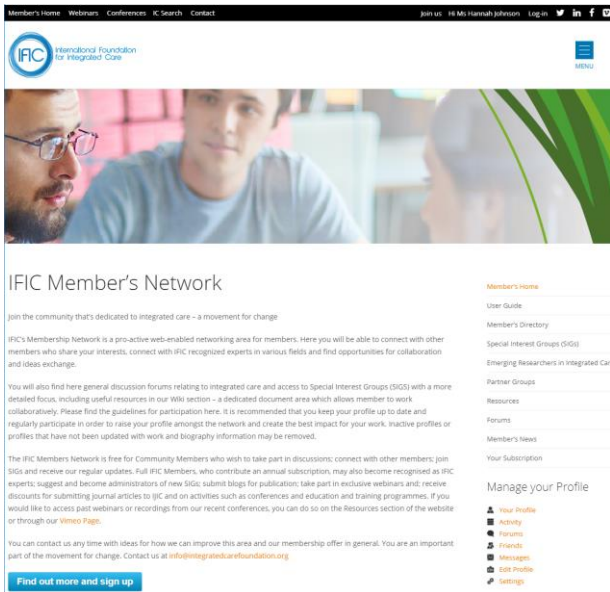 Member's Home Webinars Conferences IC Search Contact
Join us Hi Ms Hannah Johnson Log-in
IFIC International Foundation
for Integrated Care
MENU
IFIC Member's Network
Join the community that's dedicated to integrated care – a movement for change
IFIC's Membership Network is a pro-active web-enabled networking area for members. Here you will be able to connect with other
members who share your interests, connect with IFIC recognized experts in various fields and find opportunities for collaboration
and ideas exchange.
You will also find here general discussion forums relating to integrated care and access to Special Interest Groups (SIGS) with a more
detailed focus, including useful resources in our Wiki section – a dedicated document area which allows member to work
collaboratively. Please find the guidelines for participation here. It is recommended that you keep your profile up to date and
regularly participate in order to raise your profile amongst the network and create the best impact for your work. Inactive profiles or
profiles that have not been updated with work and biography information may be removed.
The IFIC Members Network is free for Community Members who wish to take part in discussions; connect with other members; join
SIGs and receive our regular updates. Full IFIC Members, who contribute an annual subscription, may also become recognised as IFIC
experts; suggest and become administrators of new SIGs; submit blogs for publication; take part in exclusive webinars and; receive
discounts for submitting journal articles to IJIC and on activities such as conferences and education and training programmes. If you
would like to access past webinars or recordings from our recent conferences, you can do so on the Resources section of the website
or through our Vimeo Page.
You can contact us any time with ideas for how we can improve this area and our membership offer in general. You are an important
part of the movement for change. Contact us at info@integratedcarefoundation.org
Find out more and sign up
Member's Home
User Guide
Member's Directory
Special Interest Groups (SIGs)
Emerging Researchers in Integrated Car
Partner Groups
Resources
Forums
Member's News
Your Subscription
Manage your Profile
Your Profile
Activity
Forums
Friends
Messages
Edit Profile
Settings